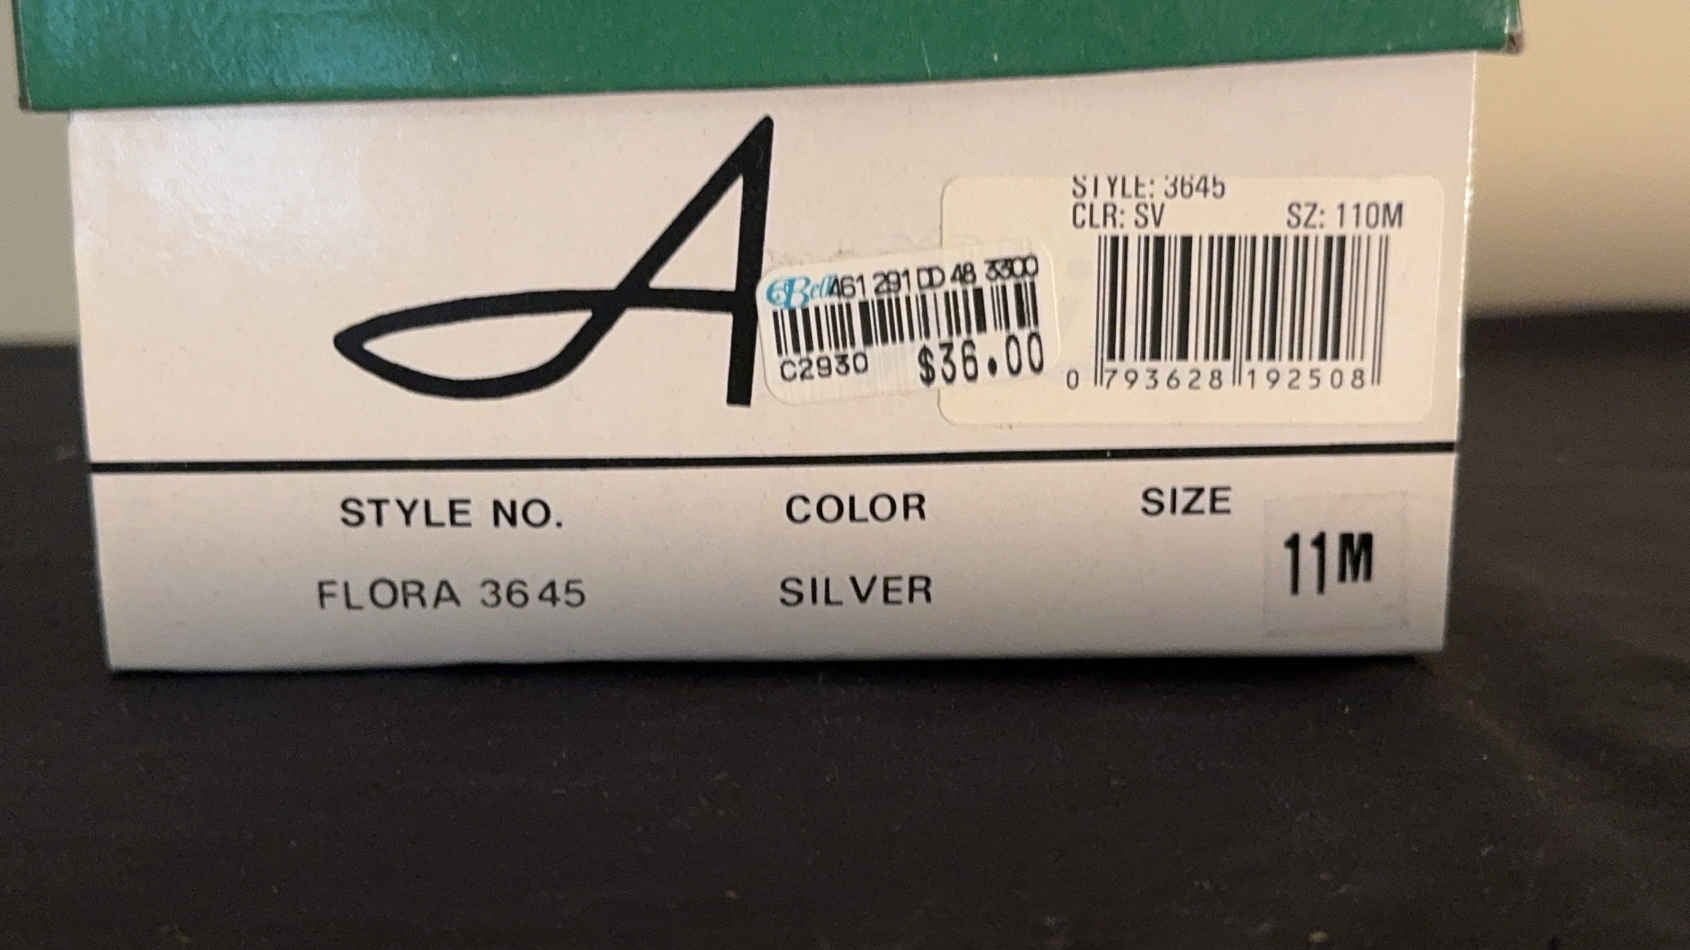 A
STYLE: 3645
CLR: SV SZ: 110M
0 793628 192508
461 291 DD 48 3300
C2930 $36.00
STYLE NO. COLOR SIZE
FLORA 3645 SILVER 11M